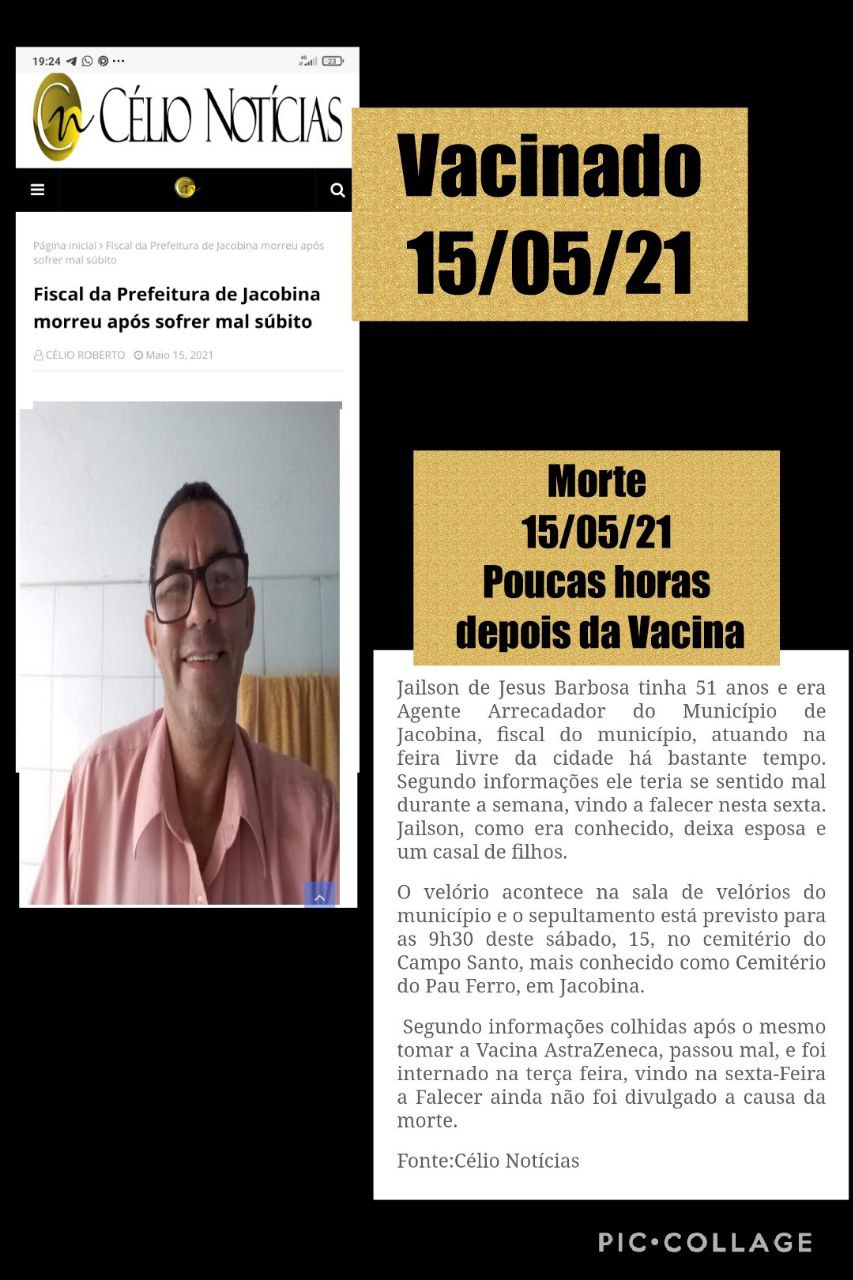 19:24
4G
23
Cn CÉLIO NOTÍCIAS
Página inicial > Fiscal da Prefeitura de Jacobina morreu após
sofrer mal súbito
Fiscal da Prefeitura de Jacobina
morreu após sofrer mal súbito
CÉLIO ROBERTO Maio 15, 2021
Vacinado
15/05/21
Morte
15/05/21
Poucas horas
depois da Vacina
Jailson de Jesus Barbosa tinha 51 anos e era
Agente Arrecadador do Município de
Jacobina, fiscal do município, atuando na
feira livre da cidade há bastante tempo.
Segundo informações ele teria se sentido mal
durante a semana, vindo a falecer nesta sexta.
Jailson, como era conhecido, deixa esposa e
um casal de filhos.
O velório acontece na sala de velórios do
município e o sepultamento está previsto para
as 9h30 deste sábado, 15, no cemitério do
Campo Santo, mais conhecido como Cemitério
do Pau Ferro, em Jacobina.
Segundo informações colhidas após o mesmo
tomar a Vacina AstraZeneca, passou mal, e foi
internado na terça feira, vindo na sexta-Feira
a Falecer ainda não foi divulgado a causa da
morte.
Fonte:Célio Notícias
PIC•COLLAGE